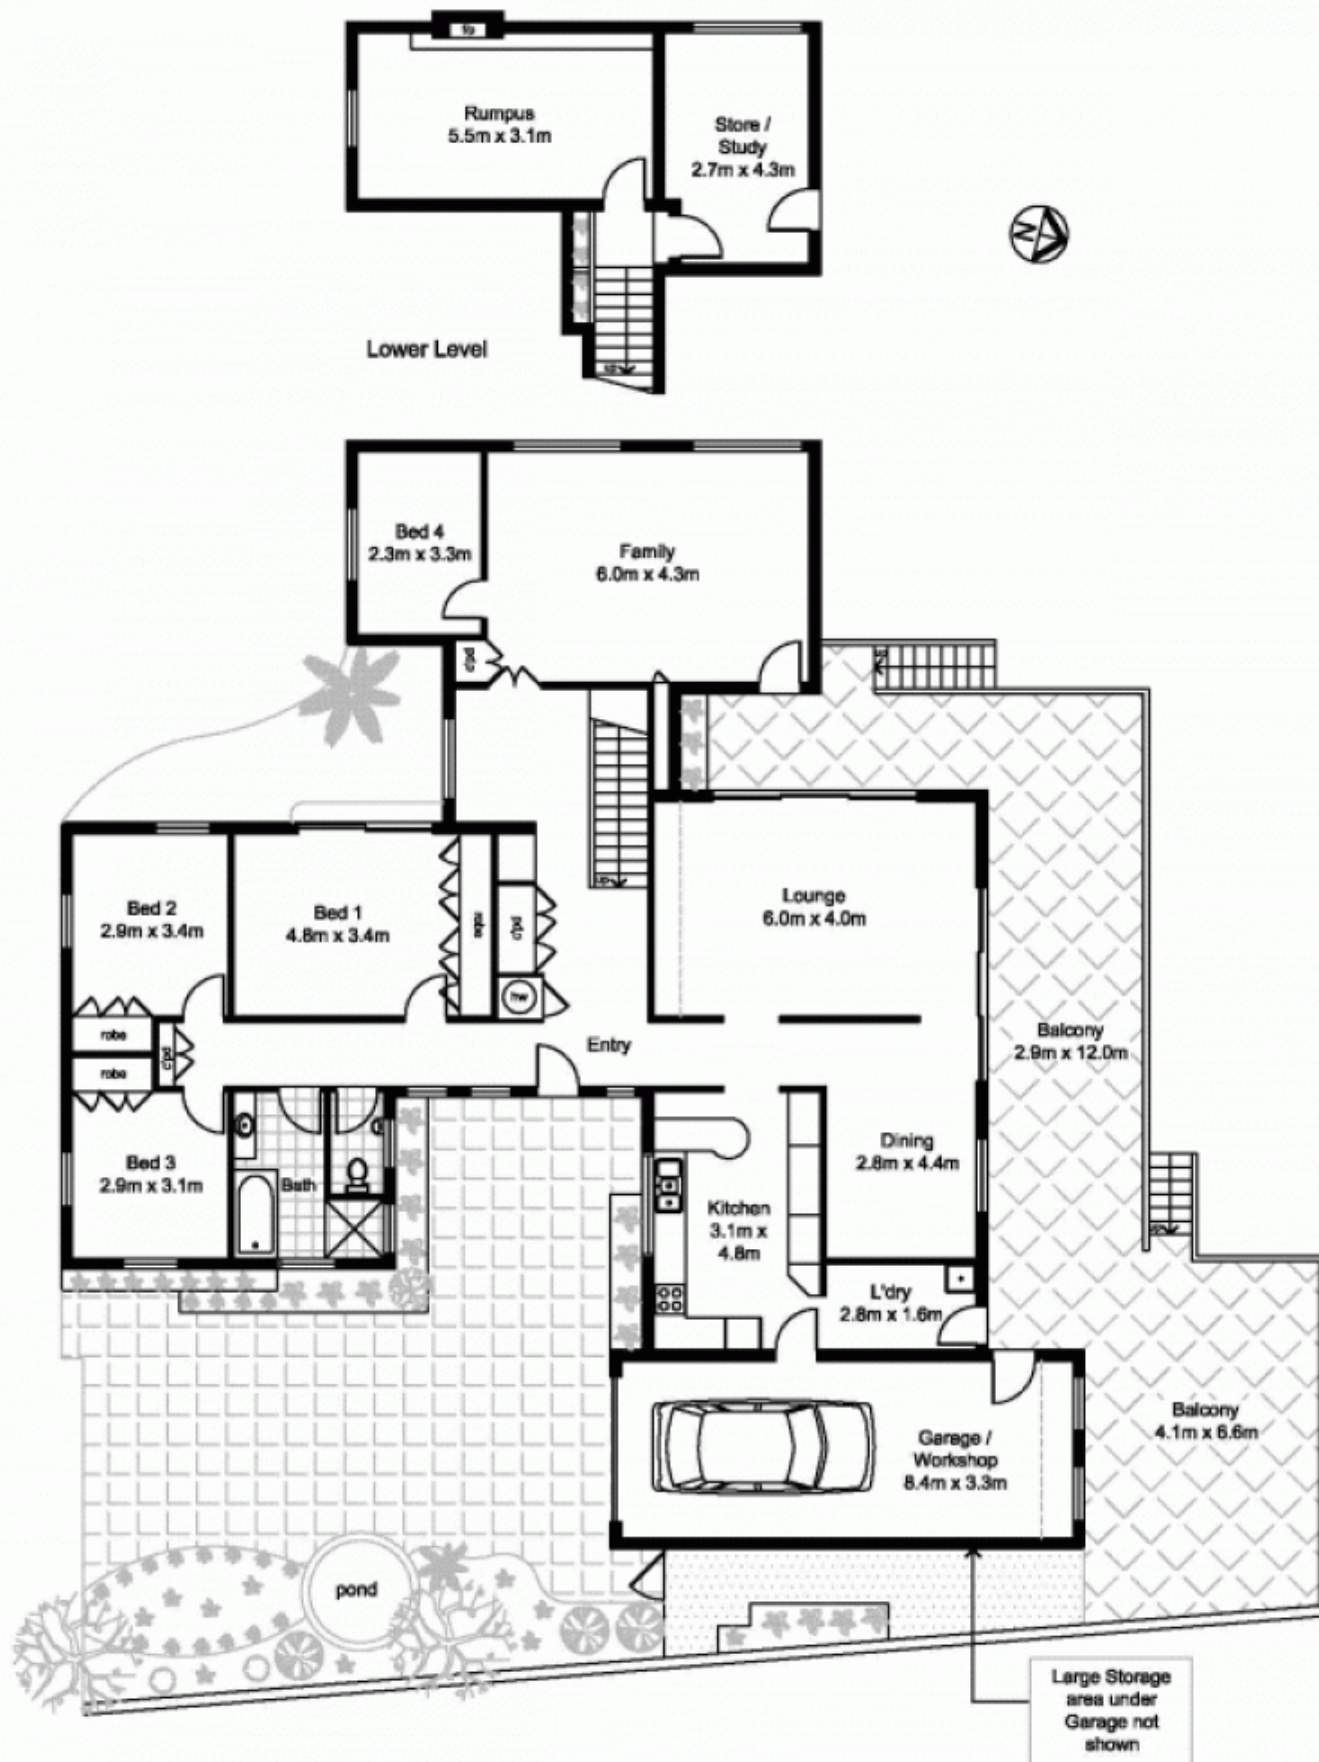 fp
Rumpus
5.5m x 3.1m
Store /
Study
2.7m x 4.3m
N
Lower Level
Bed 4
2.3m x 3.3m
Family
6.0m x 4.3m
c/pd
Bed 2
2.9m x 3.4m
Bed 1
4.8m x 3.4m
robe
c/pd
hw
Lounge
6.0m x 4.0m
robe
robe
c/pd
Entry
Balcony
2.9m x 12.0m
Bed 3
2.9m x 3.1m
Bath
Dining
2.8m x 4.4m
Kitchen
3.1m x
4.8m
L'dry
2.8m x 1.6m
Garage /
Workshop
8.4m x 3.3m
Balcony
4.1m x 6.6m
pond
Large Storage
area under
Garage not
shown